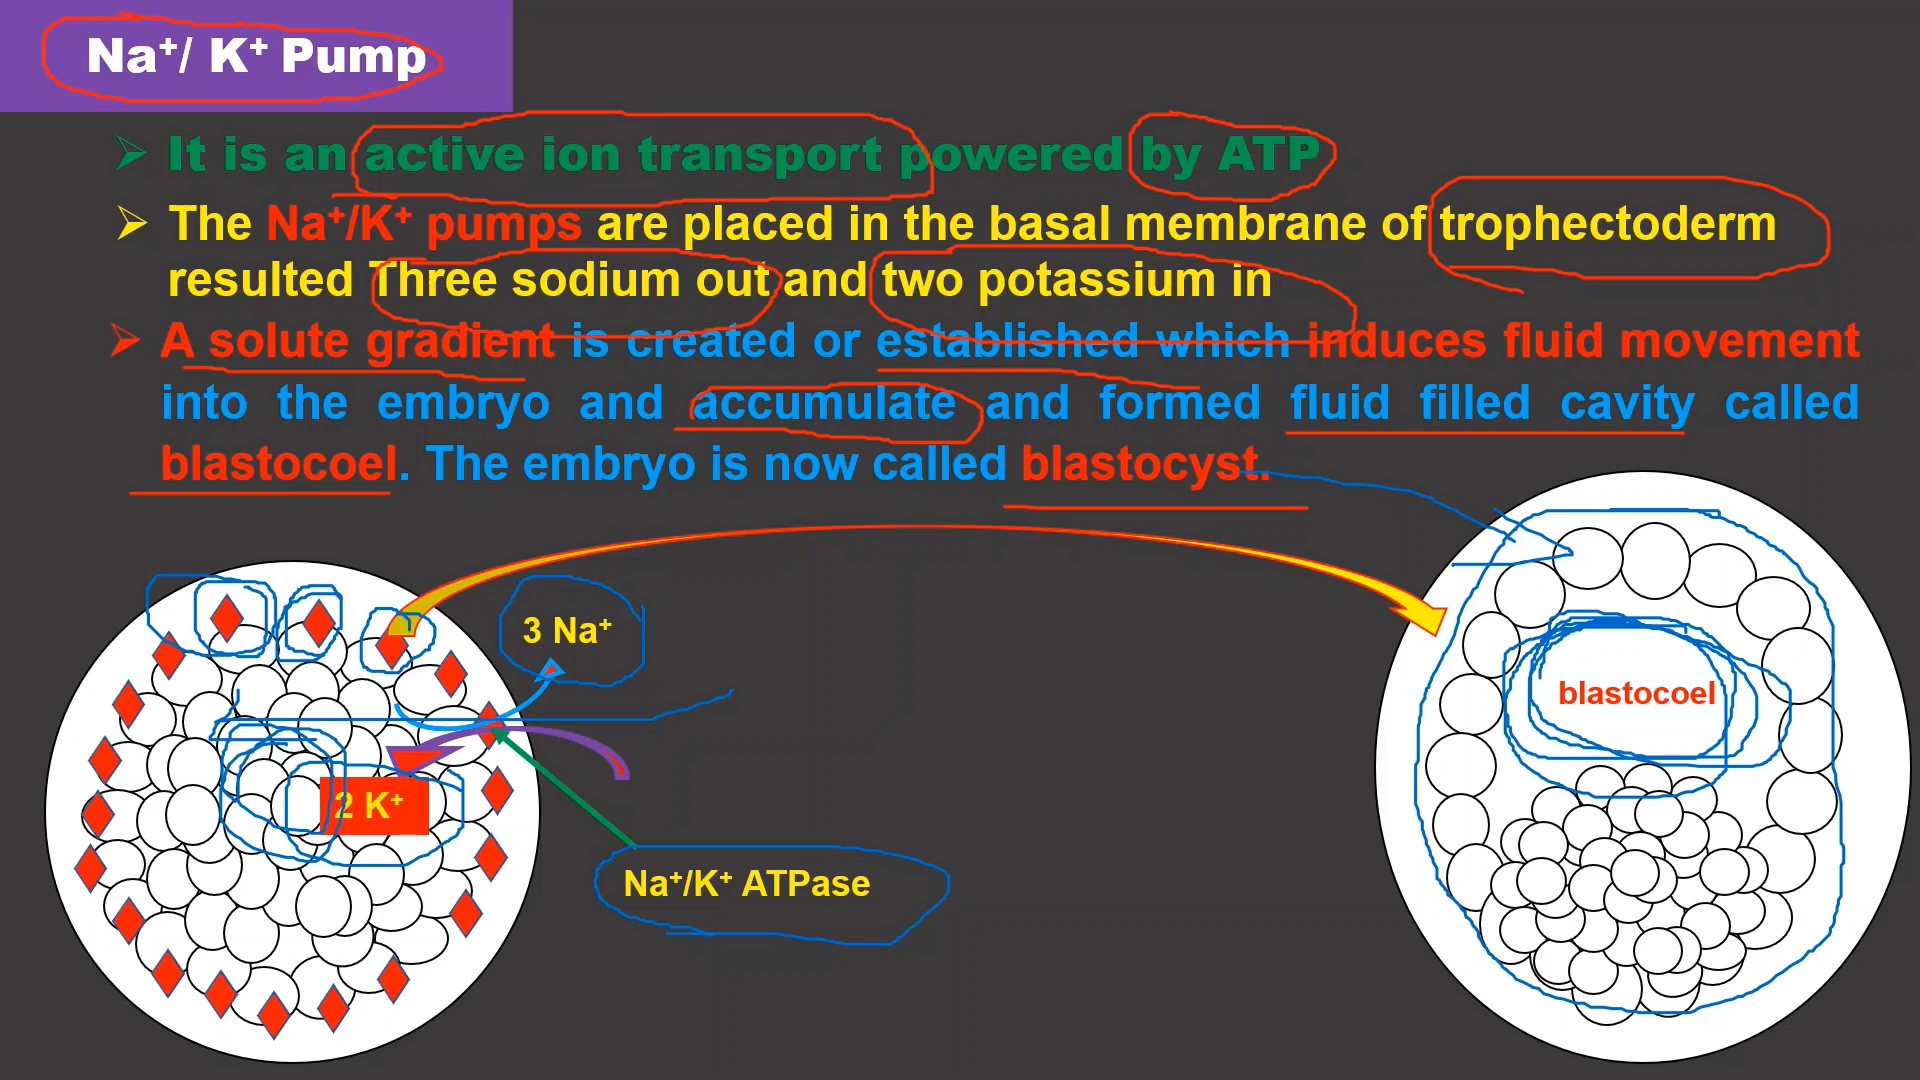 Na⁺/ K⁺ Pump
➢ It is an active ion transport powered by ATP
➢ The Na⁺/K⁺ pumps are placed in the basal membrane of trophectoderm
resulted Three sodium out and two potassium in
➢ A solute gradient is created or established which induces fluid movement
into the embryo and accumulate and formed fluid filled cavity called
blastocoel. The embryo is now called blastocyst.
3 Na⁺
blastocoel
2 K⁺
Na⁺/K⁺ ATPase